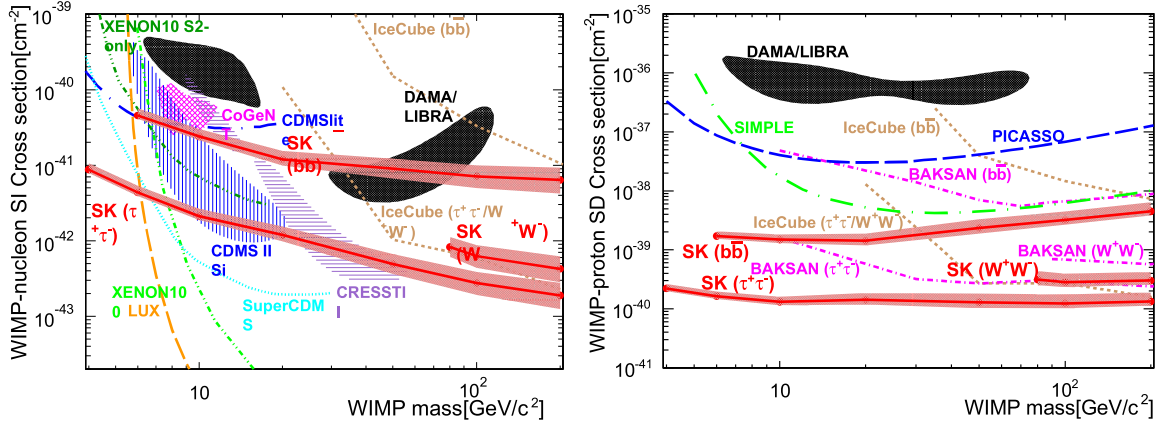 WIMP-nucleon SI Cross section[cm⁻²]
10⁻³⁹
10⁻⁴⁰
10⁻⁴¹
10⁻⁴²
10⁻⁴³
XENON10 S2-
only
IceCube (bb̅)
DAMA/
LIBRA
CoGeN
T
CDMSlit
e
SK
(bb̅)
SK (τ
⁺τ⁻)
IceCube (τ⁺τ⁻/W
⁺W⁻)
SK ⁺W⁻)
(W
CDMS II
Si
XENON10
0
LUX
SuperCDM
S
CRESSTI
I
10
10²
WIMP mass[GeV/c²]
WIMP-proton SD Cross section[cm⁻²]
10⁻³⁵
10⁻³⁶
10⁻³⁷
10⁻³⁸
10⁻³⁹
10⁻⁴⁰
10⁻⁴¹
DAMA/LIBRA
SIMPLE
IceCube (bb̅)
PICASSO
BAKSAN (bb̅)
IceCube (τ⁺τ⁻/W⁺W⁻)
SK (bb̅)
BAKSAN (τ⁺τ⁻)
BAKSAN (W⁺W⁻)
SK (W⁺W⁻)
SK (τ⁺τ⁻)
10
10²
WIMP mass[GeV/c²]